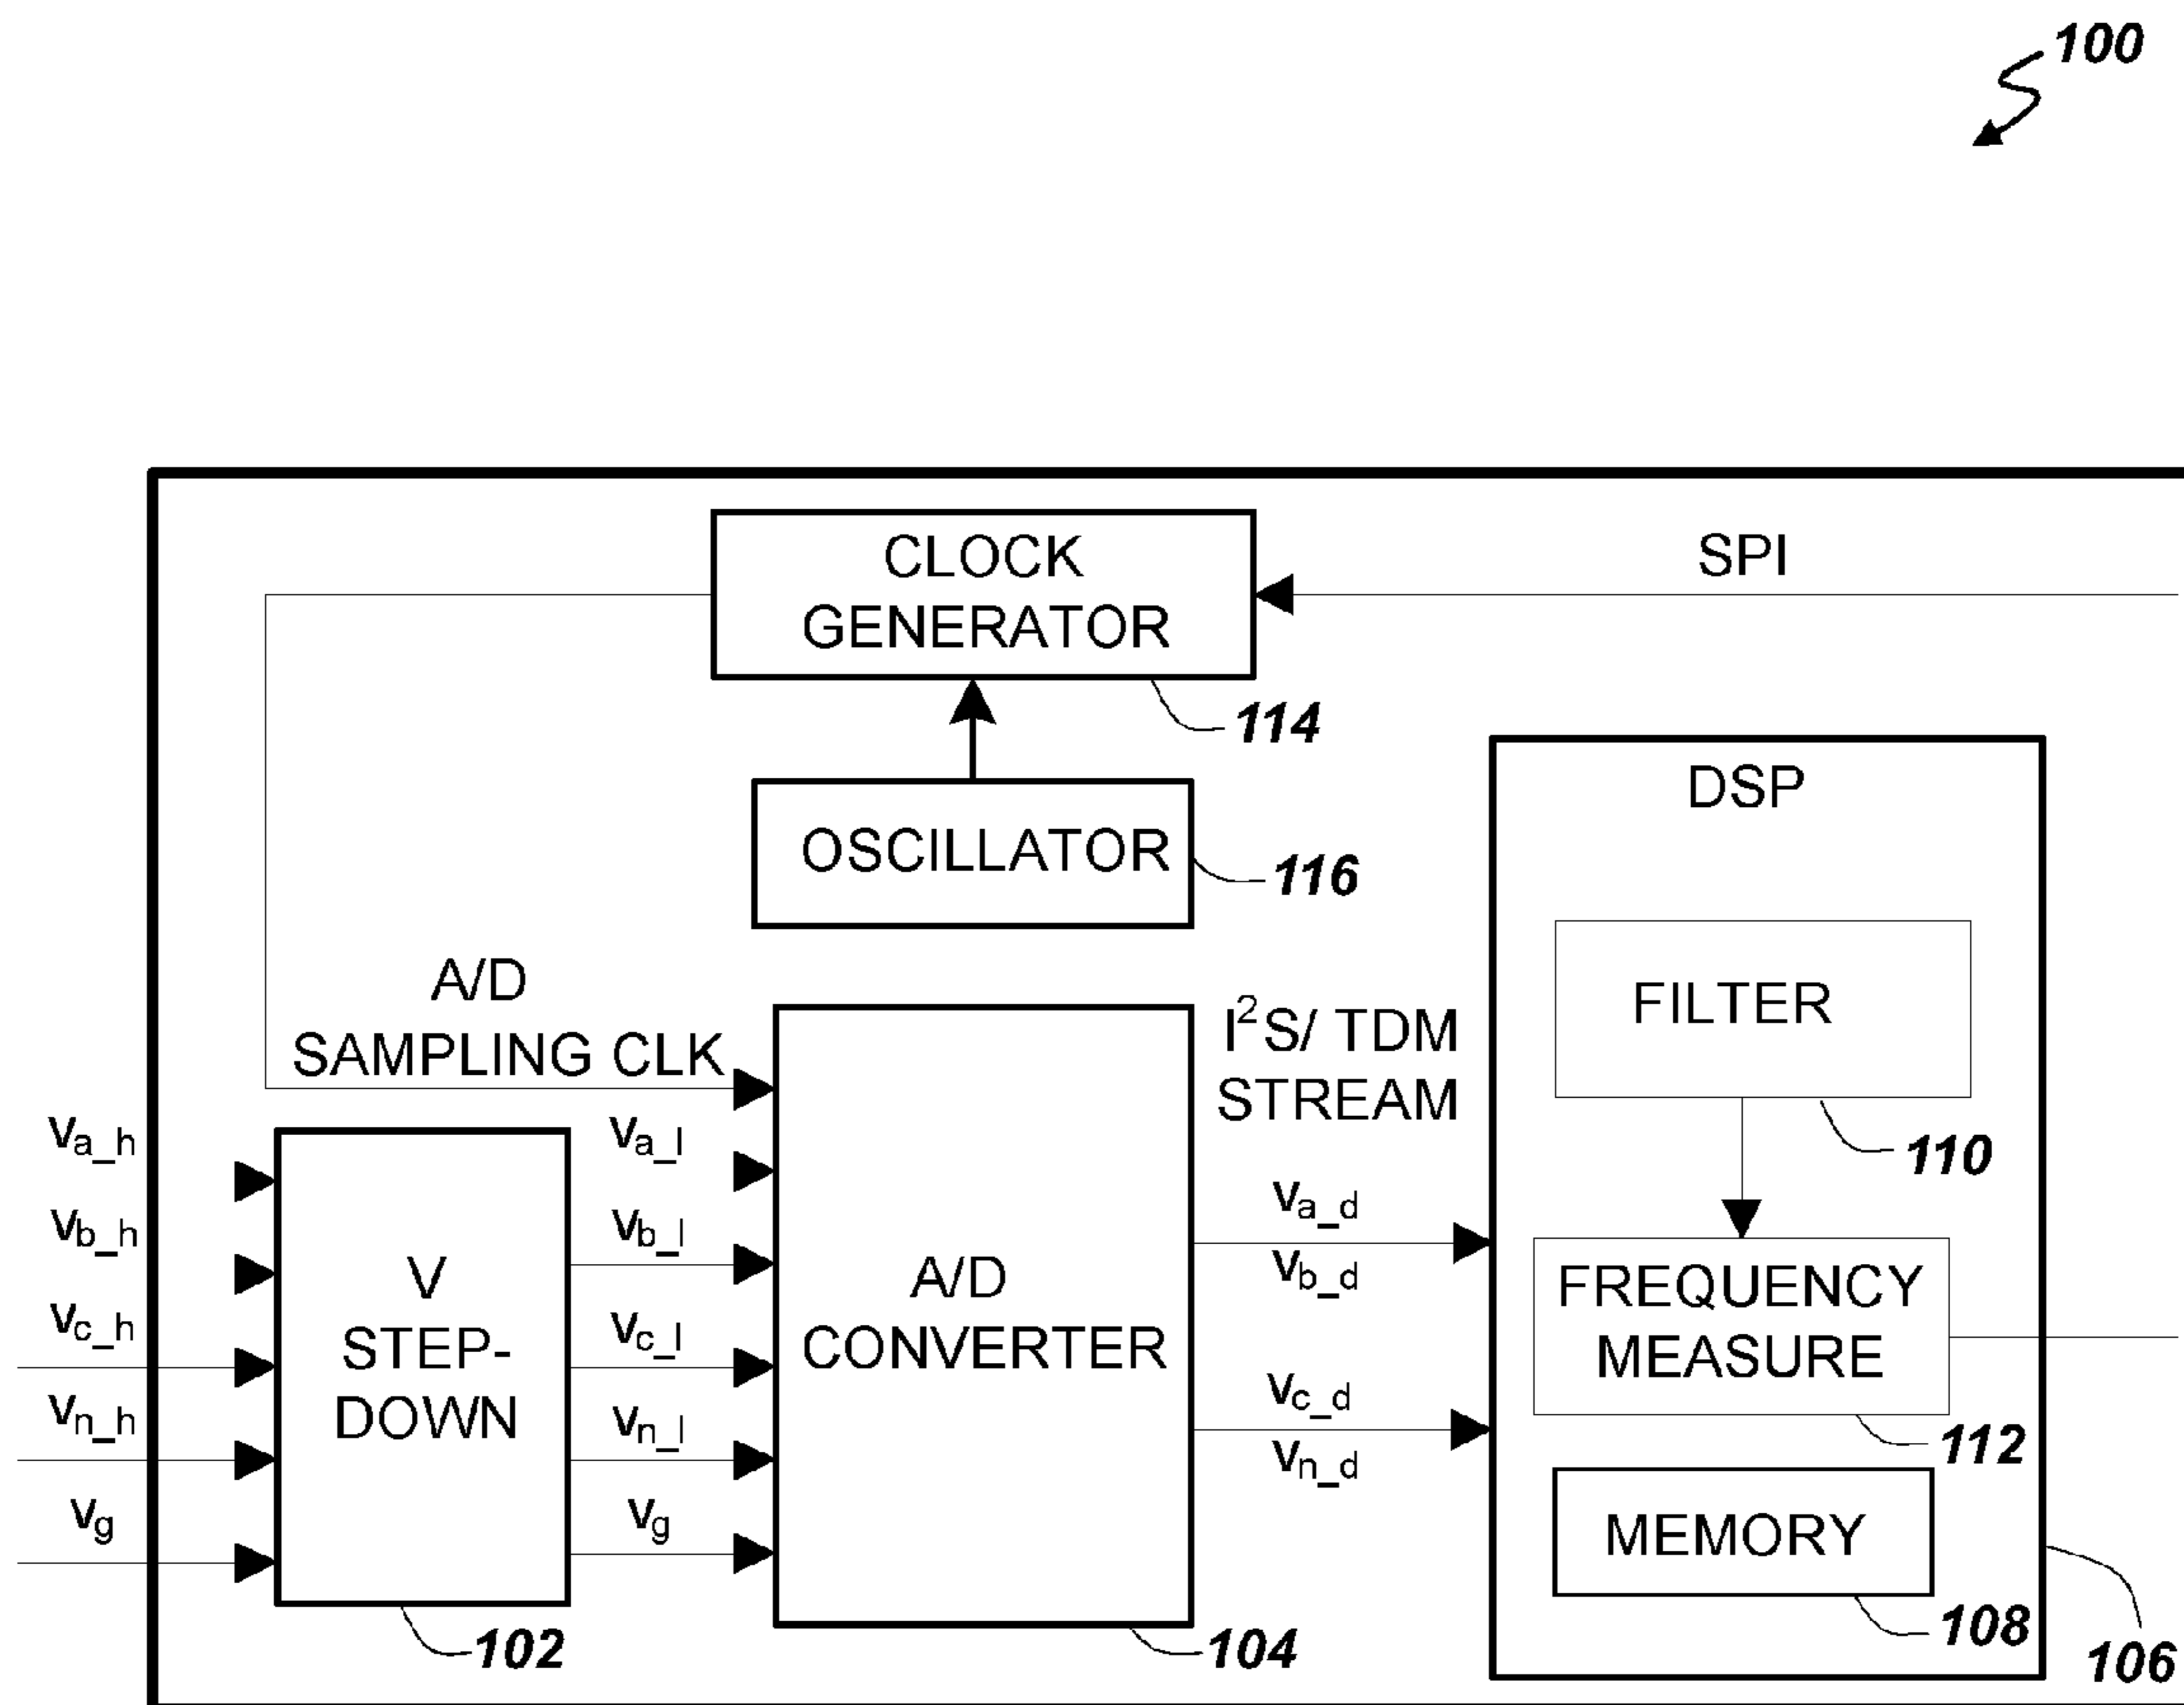 100
CLOCK
GENERATOR
SPI
114
OSCILLATOR
116
DSP
FILTER
110
A/D
SAMPLING CLK
I²S/ TDM
STREAM
va_h
vb_h
vc_h
vn_h
vg
V
STEP-
DOWN
102
va_l
vb_l
vc_l
vn_l
vg
A/D
CONVERTER
104
va_d
vb_d
vc_d
vn_d
FREQUENCY
MEASURE
112
MEMORY
108
106